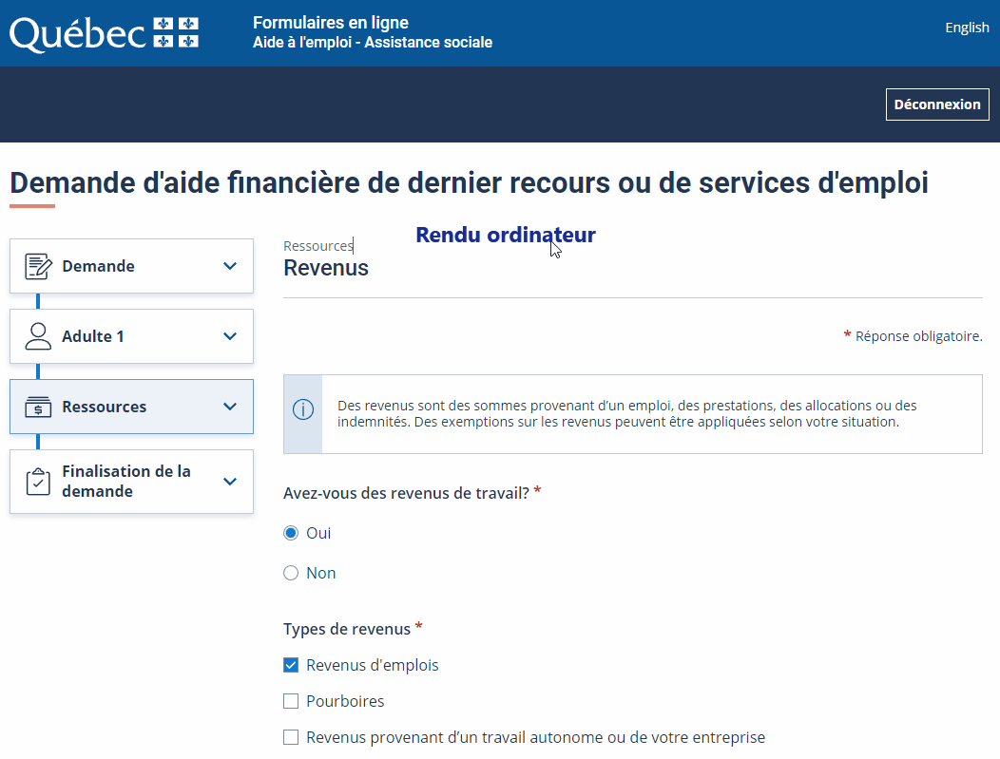 Québec
Formulaires en ligne
Aide à l'emploi - Assistance sociale
English
Déconnexion
Demande d'aide financière de dernier recours ou de services d'emploi
Demande
Adulte 1
Ressources
Finalisation de la
demande
Rendu ordinateur
Ressources
Revenus
* Réponse obligatoire.
Des revenus sont des sommes provenant d’un emploi, des prestations, des allocations ou des
indemnités. Des exemptions sur les revenus peuvent être appliquées selon votre situation.
Avez-vous des revenus de travail? *
Oui
Non
Types de revenus *
Revenus d'emplois
Pourboires
Revenus provenant d’un travail autonome ou de votre entreprise